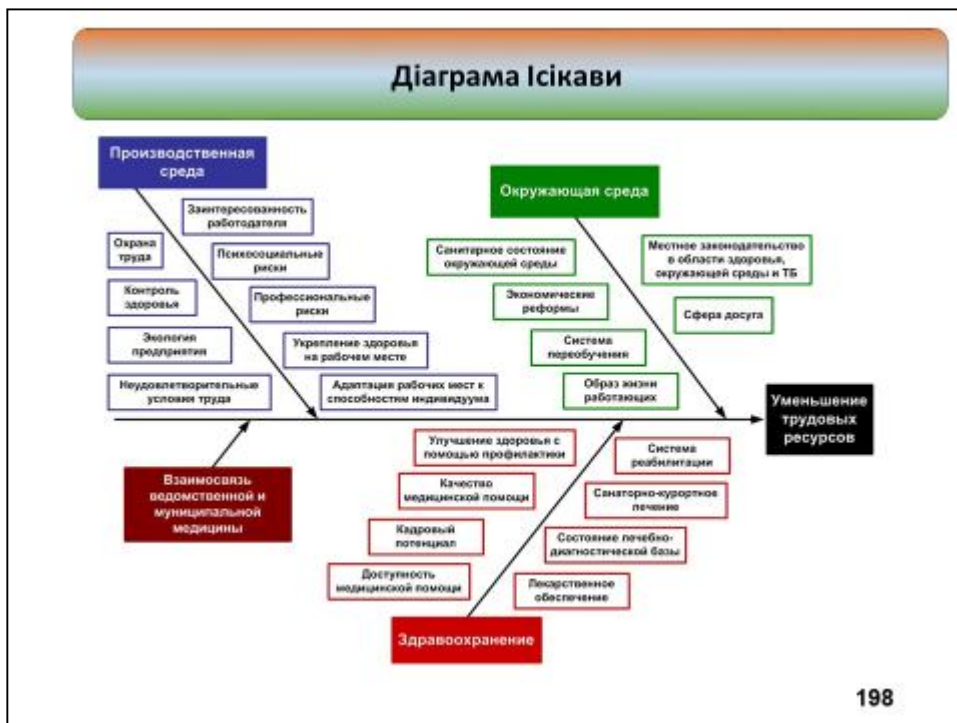 Діаграма Ісікави
Производственная
среда
Заинтересованность
работодателя
Охрана
труда
Психосоциальные
риски
Контроль
здоровья
Профессиональные
риски
Экология
предприятия
Укрепление здоровья
на рабочем месте
Неудовлетворительные
условия труда
Адаптация рабочих мест к
способностям индивидуума
Окружающая среда
Санитарное состояние
окружающей среды
Местное законодательство
в области здоровья,
окружающей среды и ТБ
Экономические
реформы
Сфера досуга
Система
переобучения
Образ жизни
работающих
Уменьшение
трудовых
ресурсов
Взаимосвязь
ведомственной и
муниципальной
медицины
Улучшение здоровья с
помощью профилактики
Система
реабилитации
Качество
медицинской помощи
Санаторно-курортное
лечение
Кадровый
потенциал
Состояние лечебно-
диагностической базы
Доступность
медицинской помощи
Лекарственное
обеспечение
Здравоохранение
198